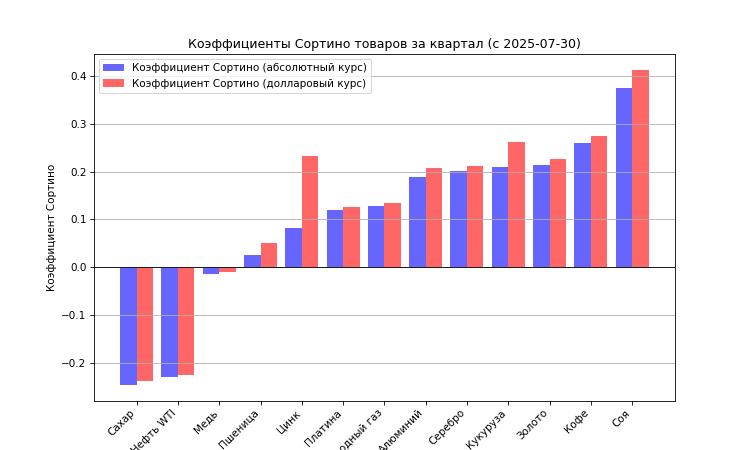 Коэффициенты Сортино товаров за квартал (с 2025-07-30)
Коэффициент Сортино (абсолютный курс)
Коэффициент Сортино (долларовый курс)
Коэффициент Сортино
0.4
0.3
0.2
0.1
0.0
−0.1
−0.2
Сахар
Нефть WTI
Медь
Пшеница
Цинк
Платина
одный газ
Алюминий
Серебро
Кукуруза
Золото
Кофе
Соя